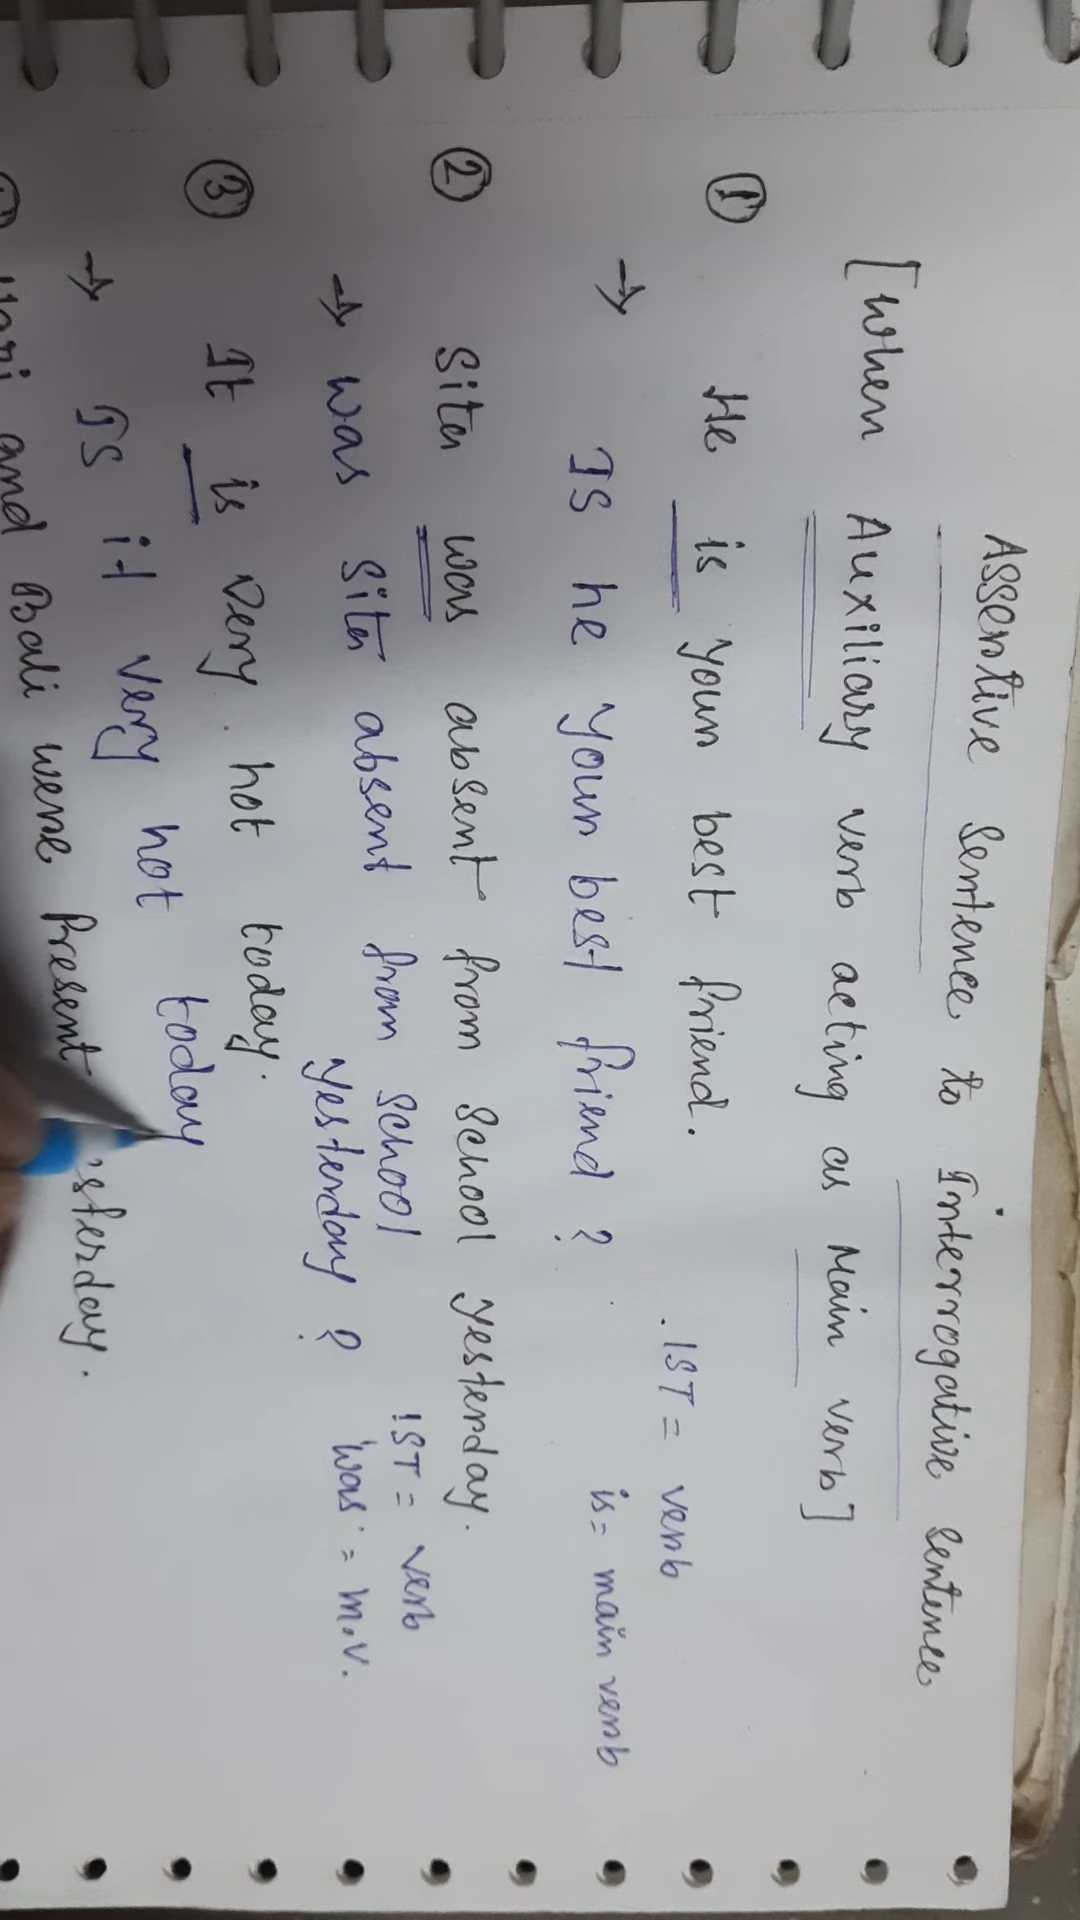 Assertive Sentence to Interrogative Sentence
[When Auxiliary verb acting as Main verb]
① He is your best friend.
1ST = verb
→ Is he your best friend ?
is = main verb
② Sita was absent from school yesterday.
→ Was Sita absent from school
yesterday ?
1ST = verb
was = m.v.
③ It is very hot today.
→ Is it very hot today
Hari and Bali were Present